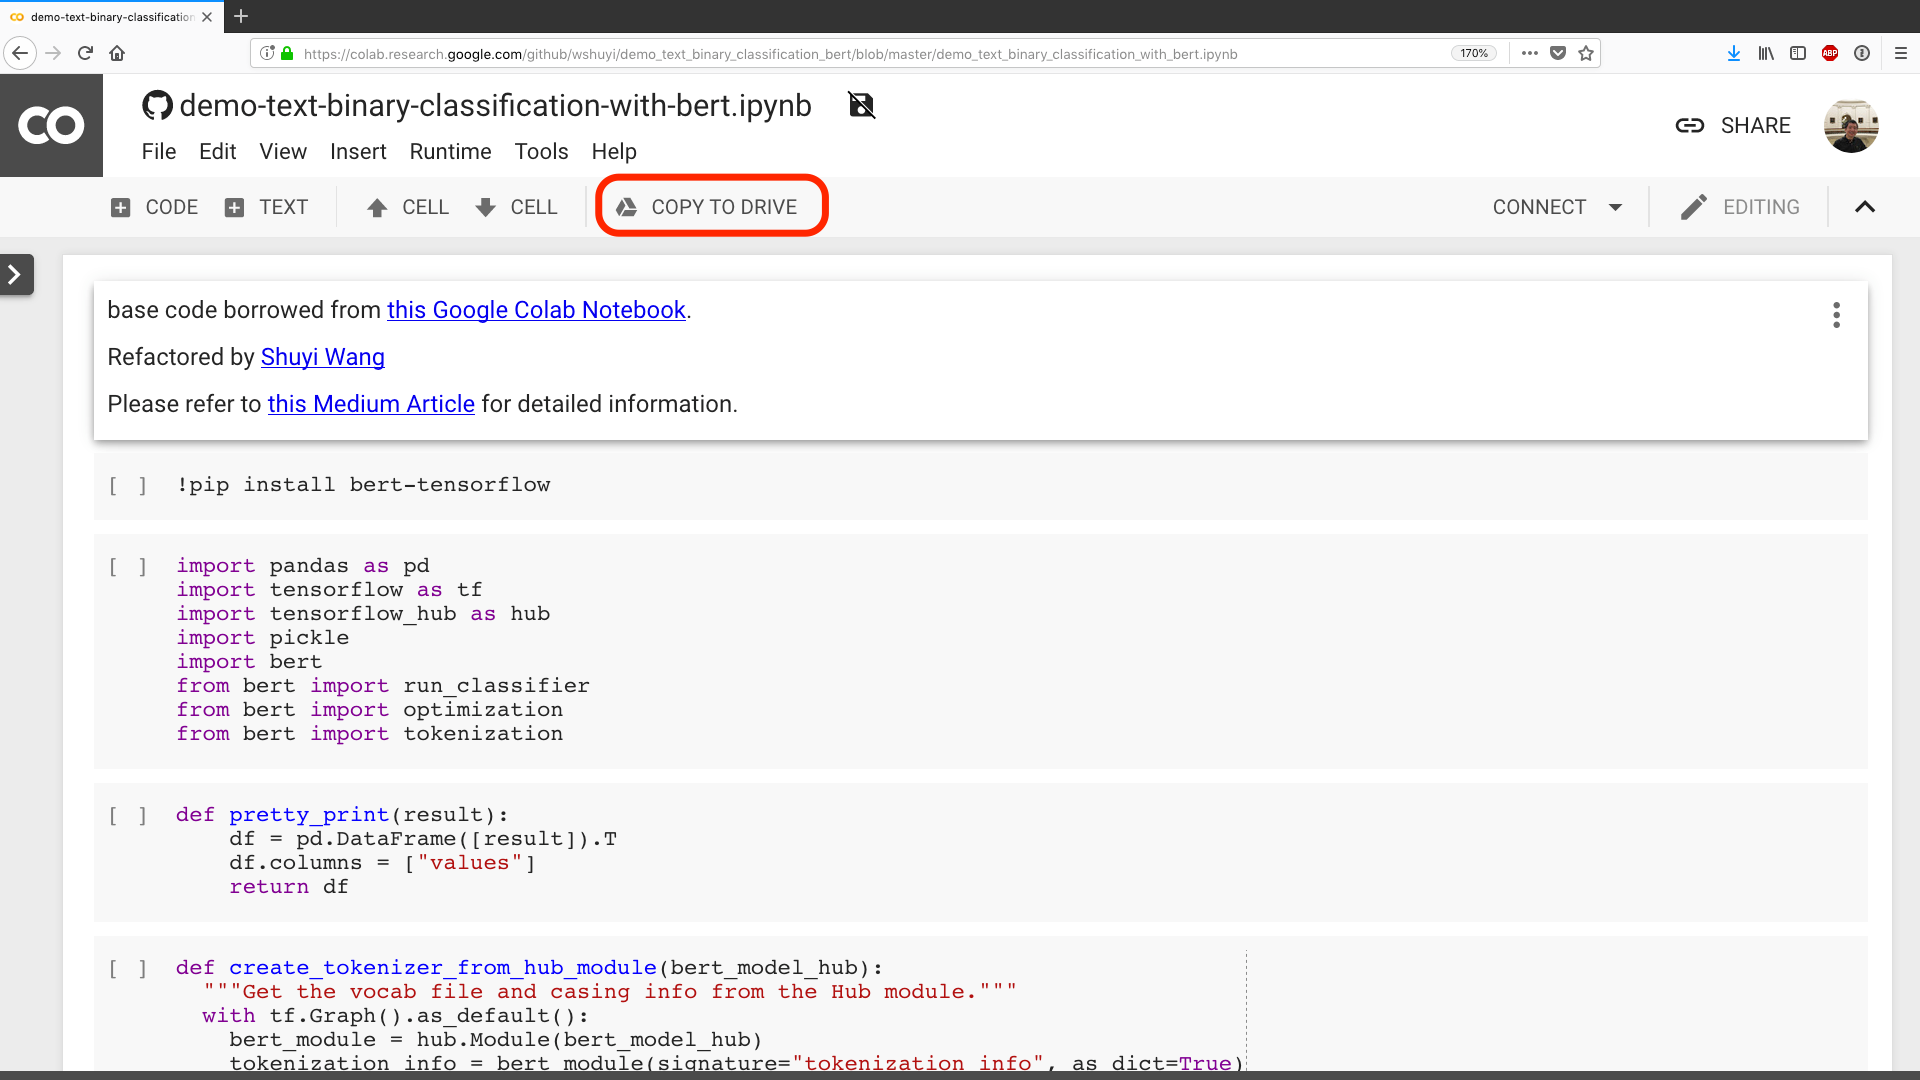 demo-text-binary-classification
https://colab.research.google.com/github/wshuyi/demo_text_binary_classification_bert/blob/master/demo_text_binary_classification_with_bert.ipynb
170%
ABP
CO
demo-text-binary-classification-with-bert.ipynb
SHARE
File Edit View Insert Runtime Tools Help
CODE TEXT CELL CELL COPY TO DRIVE CONNECT EDITING
base code borrowed from this Google Colab Notebook.
Refactored by Shuyi Wang
Please refer to this Medium Article for detailed information.
[ ] !pip install bert-tensorflow
[ ] import pandas as pd
import tensorflow as tf
import tensorflow_hub as hub
import pickle
import bert
from bert import run_classifier
from bert import optimization
from bert import tokenization
[ ] def pretty_print(result):
df = pd.DataFrame([result]).T
df.columns = ["values"]
return df
[ ] def create_tokenizer_from_hub_module(bert_model_hub):
"""Get the vocab file and casing info from the Hub module."""
with tf.Graph().as_default():
bert_module = hub.Module(bert_model_hub)
tokenization_info = bert_module(signature="tokenization_info", as_dict=True)